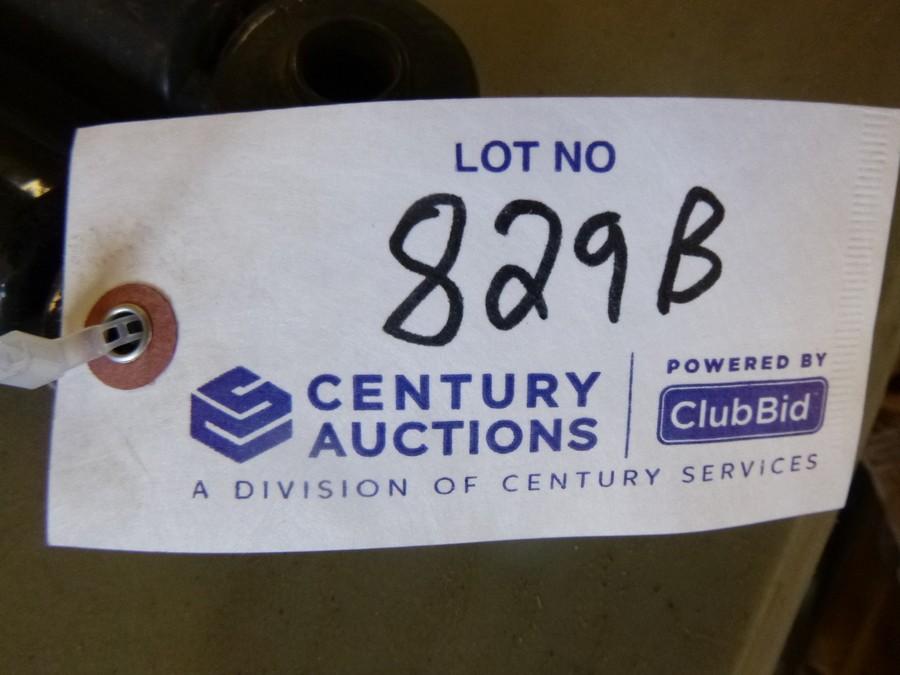 LOT NO
829B
CENTURY
AUCTIONS
A DIVISION OF CENTURY SERVICES
POWERED BY
ClubBid